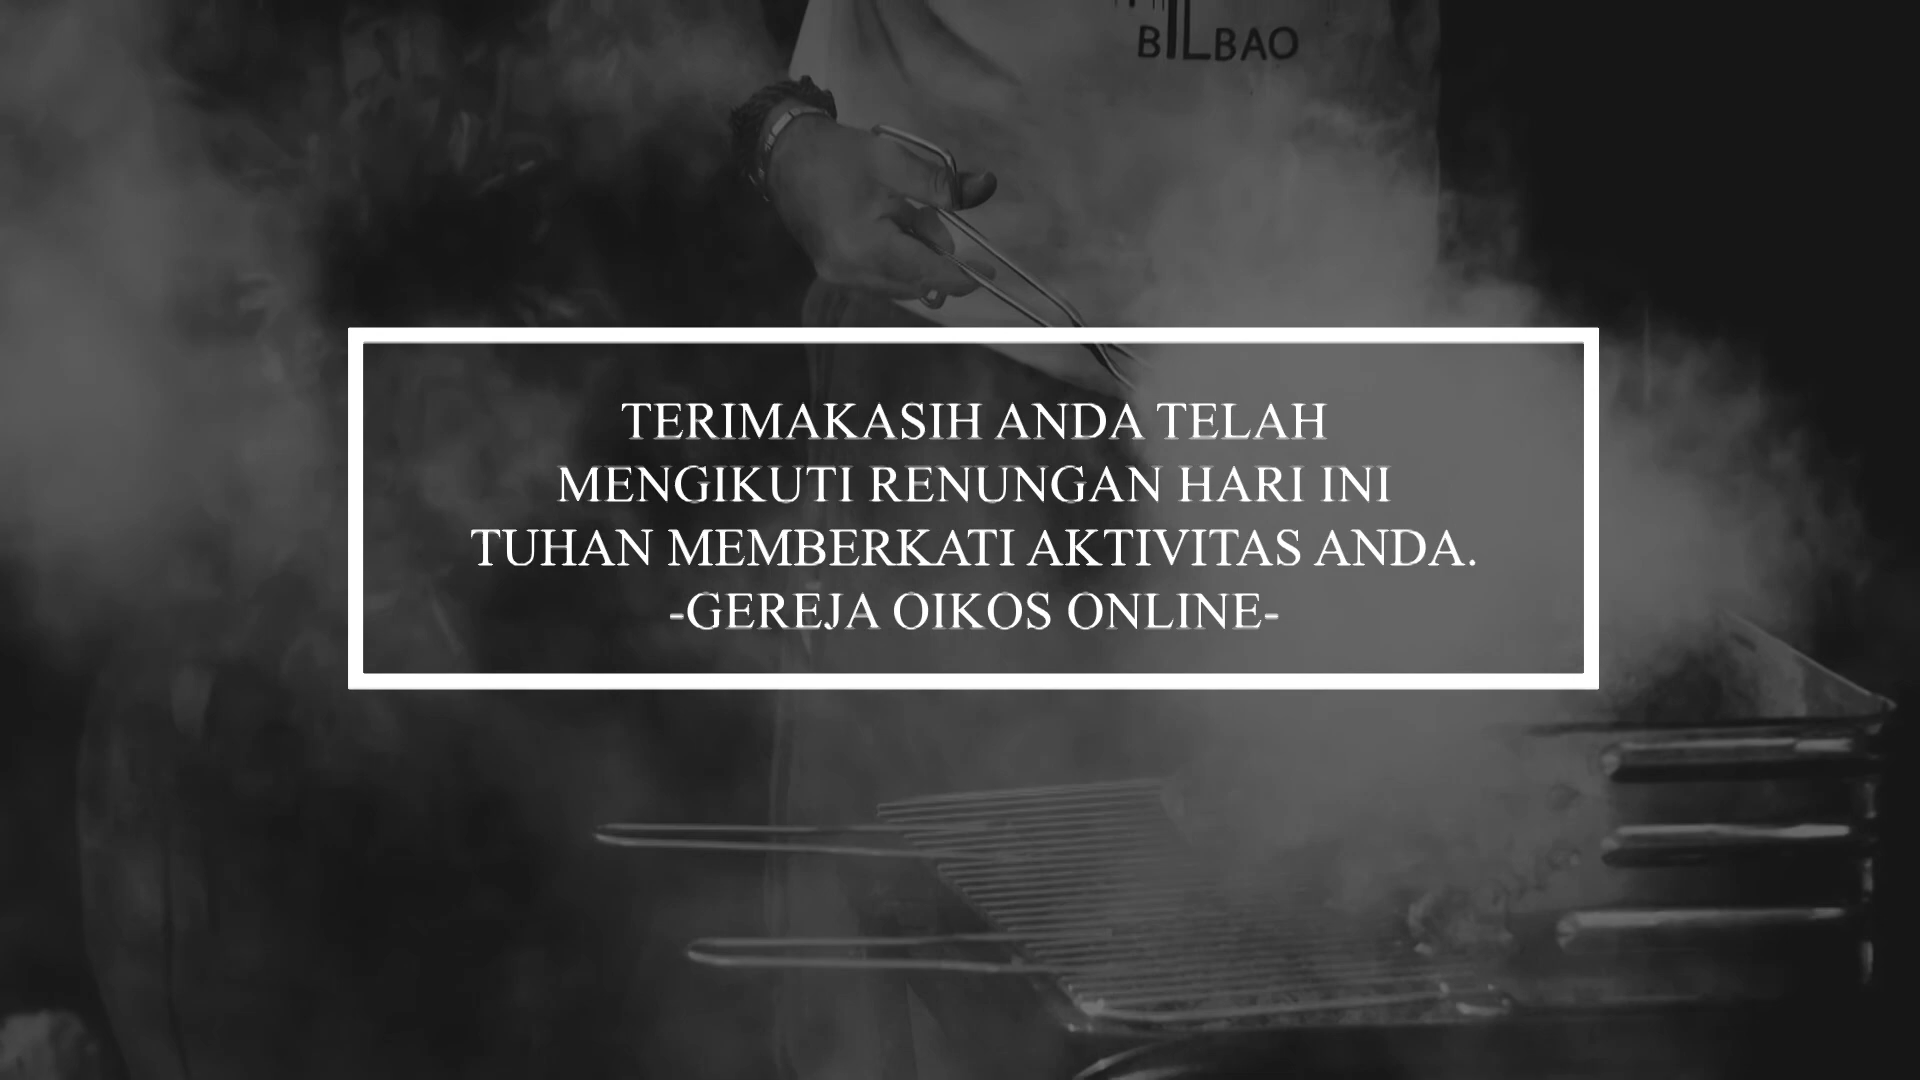 BILBAO
TERIMAKASIH ANDA TELAH
MENGIKUTI RENUNGAN HARI INI
TUHAN MEMBERKATI AKTIVITAS ANDA.
-GEREJA OIKOS ONLINE-